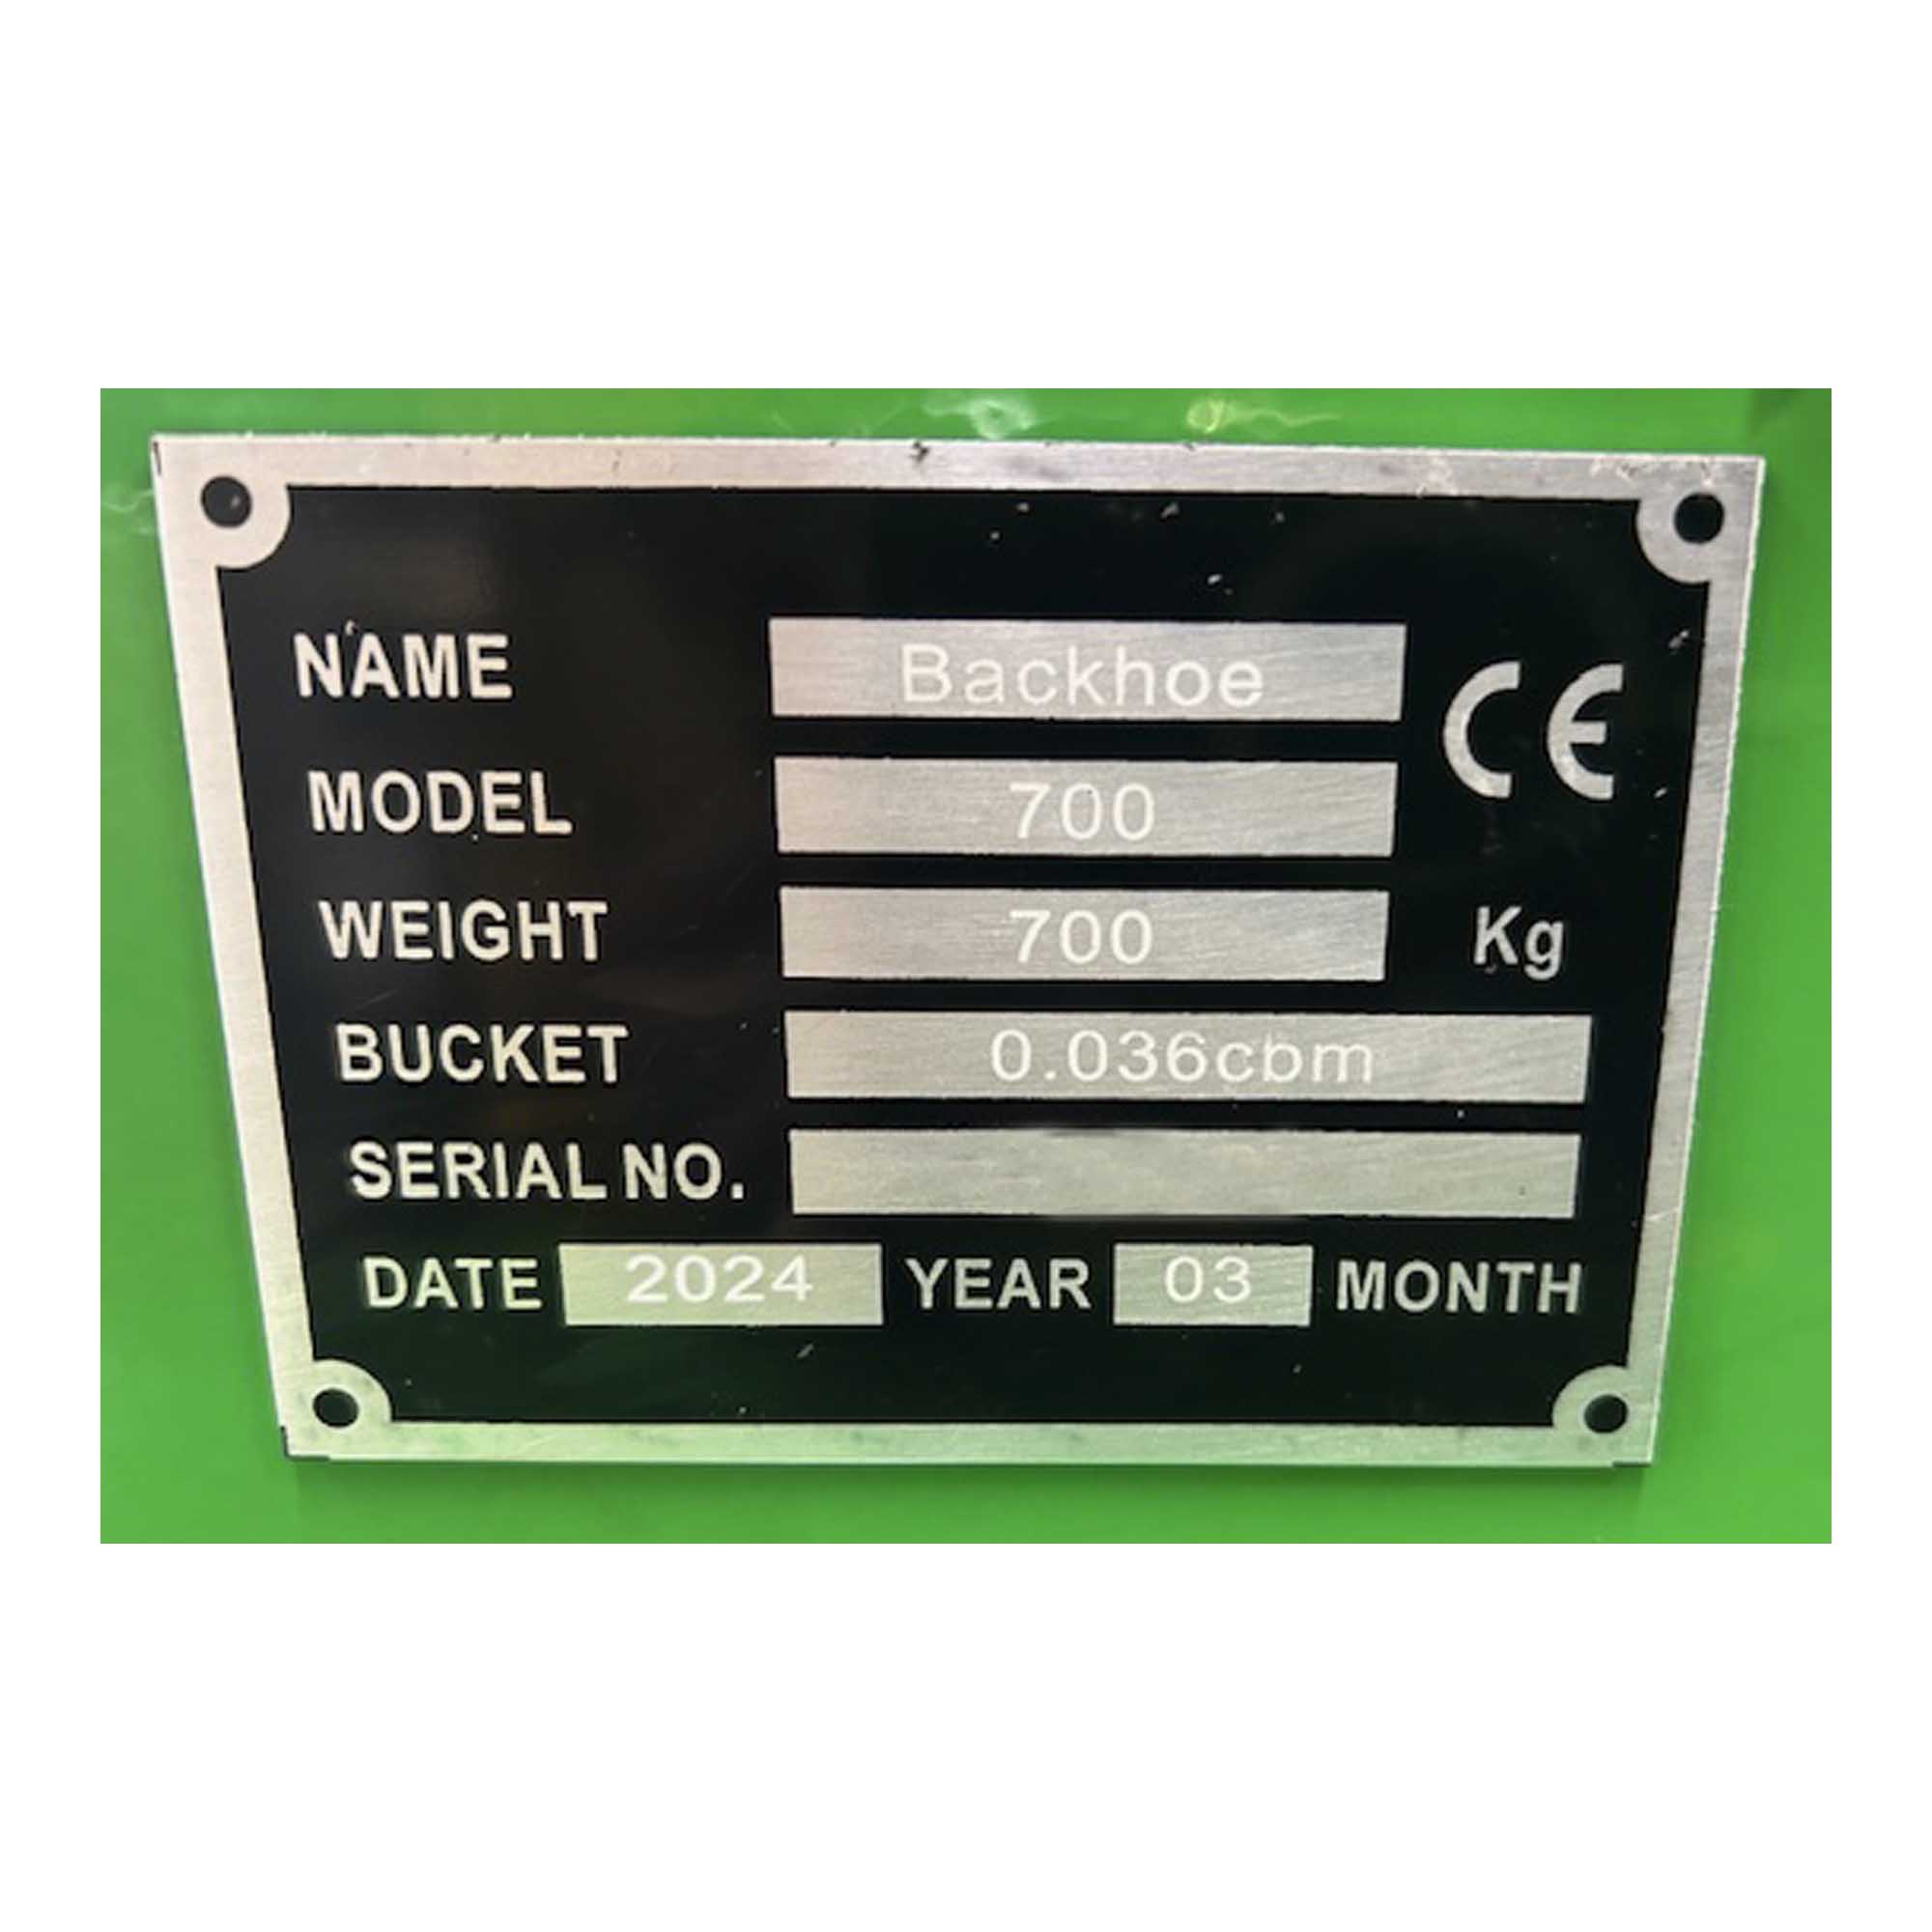 NAME Backhoe CE
MODEL 700
WEIGHT 700 Kg
BUCKET 0.036cbm
SERIAL NO.
DATE 2024 YEAR 03 MONTH